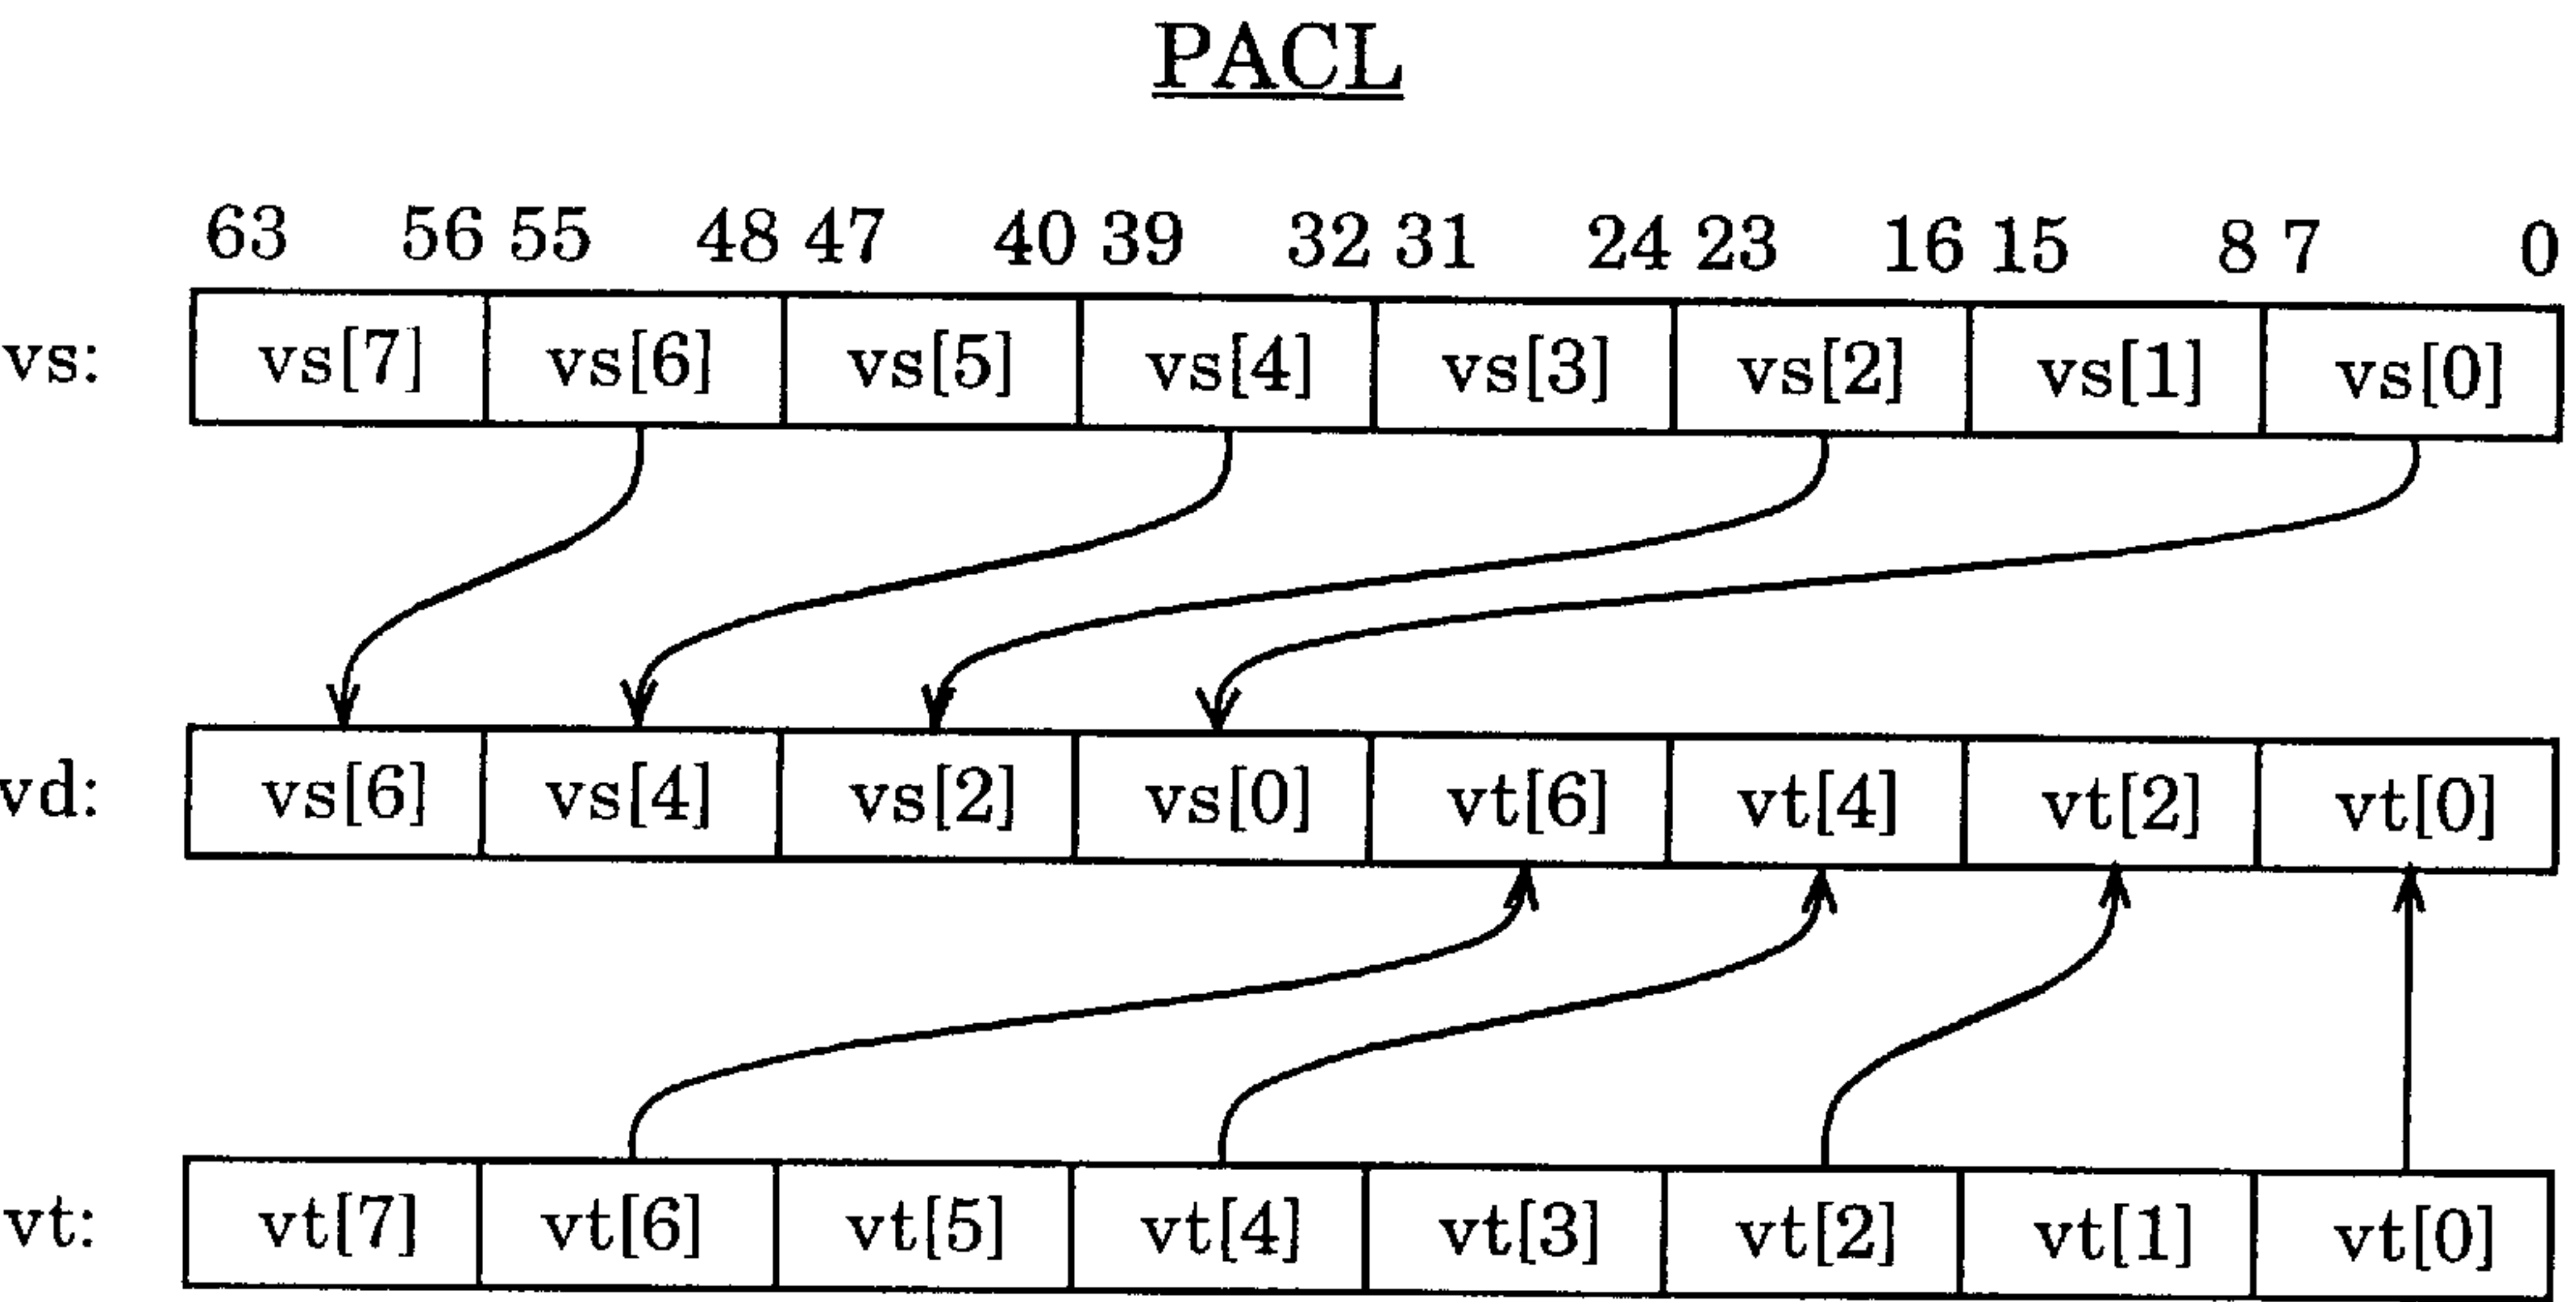 PACL
63 56 55 48 47 40 39 32 31 24 23 16 15 8 7 0
vs: vs[7] vs[6] vs[5] vs[4] vs[3] vs[2] vs[1] vs[0]
vd: vs[6] vs[4] vs[2] vs[0] vt[6] vt[4] vt[2] vt[0]
vt: vt[7] vt[6] vt[5] vt[4] vt[3] vt[2] vt[1] vt[0]